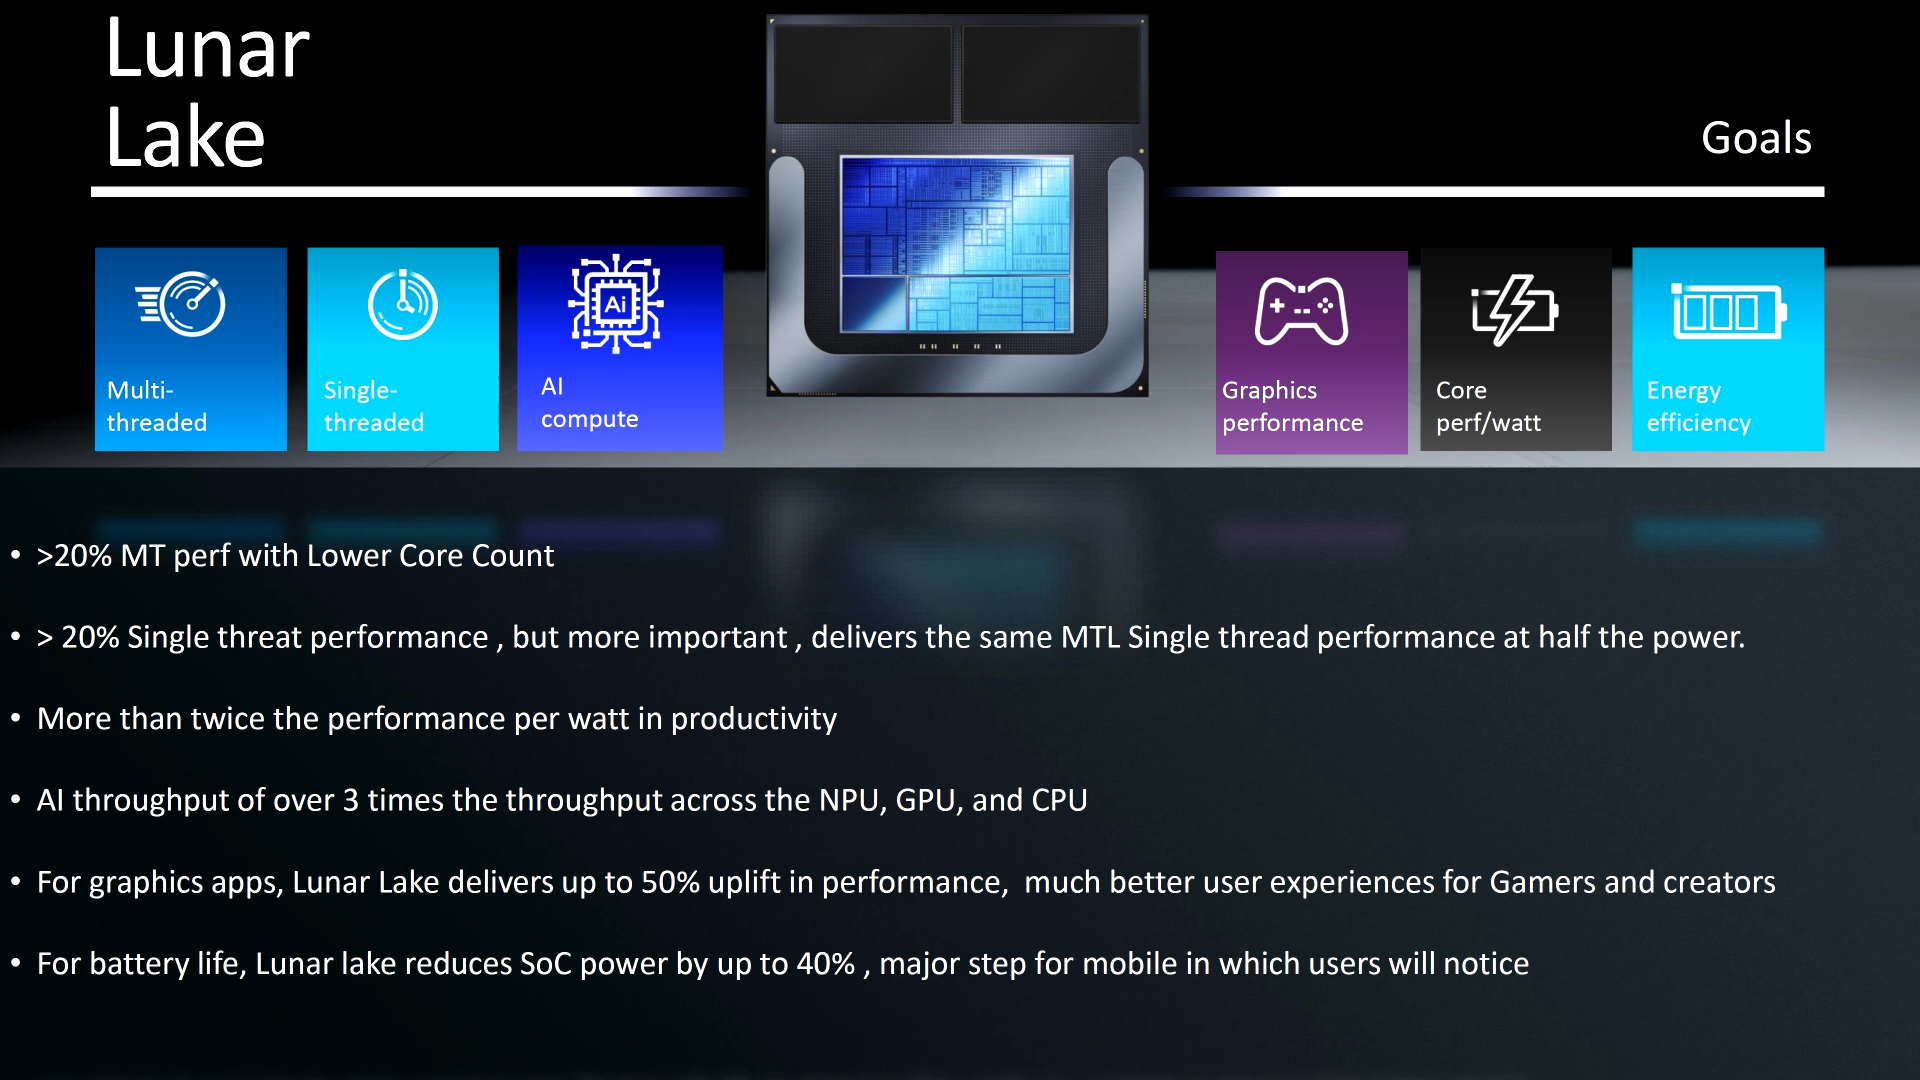 Lunar
Lake
Goals
Multi-
threaded
Single-
threaded
Ai
AI
compute
Graphics
performance
Core
perf/watt
Energy
efficiency
• >20% MT perf with Lower Core Count
• > 20% Single threat performance , but more important , delivers the same MTL Single thread performance at half the power.
• More than twice the performance per watt in productivity
• AI throughput of over 3 times the throughput across the NPU, GPU, and CPU
• For graphics apps, Lunar Lake delivers up to 50% uplift in performance,  much better user experiences for Gamers and creators
• For battery life, Lunar lake reduces SoC power by up to 40% , major step for mobile in which users will notice